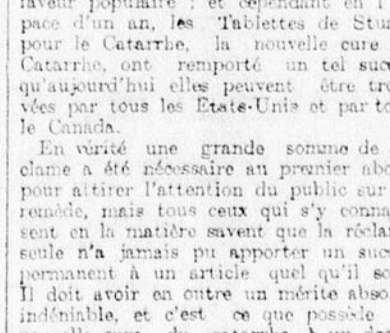 faveur populaire ; et cependant en l'
pace d'un an, les Tablettes de Stu
pour le Catarrhe, la nouvelle cure
Catarrhe, ont remporté un tel suc
qu'aujourd'hui elles peuvent être tro
vées par tous les Etats-Unis et par to
le Canada.
En vérité une grande somme de
clame a été nécessaire au premier abo
pour attirer l'attention du public sur
remède, mais tous ceux qui s'y conna
sent en la matière savent que la récla
seule n'a jamais pu apporter un suc
permanent à un article quel qu'il so
Il doit avoir en outre un mérite abso
indéniable, et c'est ce que possède
cure du catarrhe